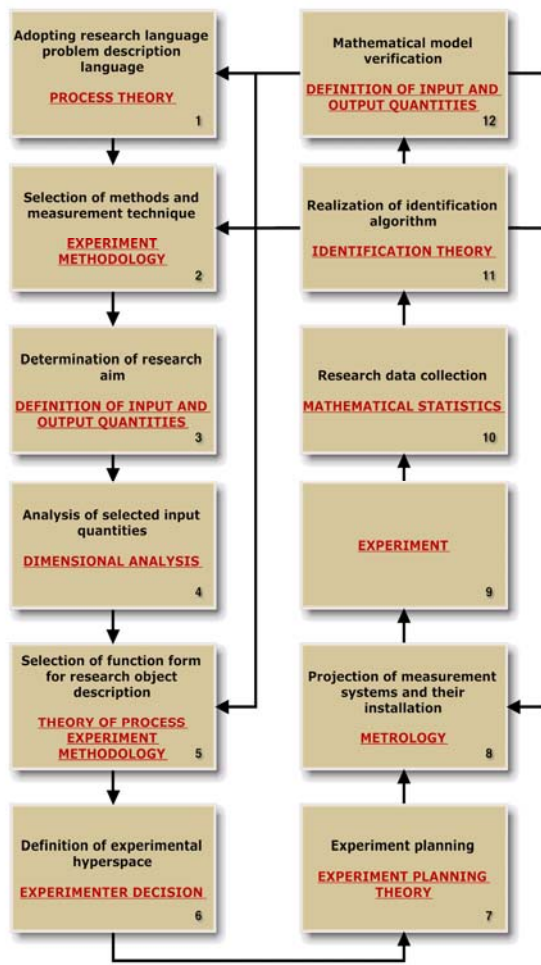 Adopting research language
problem description
language
PROCESS THEORY
1
Selection of methods and
measurement technique
EXPERIMENT
METHODOLOGY
2
Determination of research
aim
DEFINITION OF INPUT AND
OUTPUT QUANTITIES
3
Analysis of selected input
quantities
DIMENSIONAL ANALYSIS
4
Selection of function form
for research object
description
THEORY OF PROCESS
EXPERIMENT
METHODOLOGY
5
Definition of experimental
hyperspace
EXPERIMENTER DECISION
6
Experiment planning
EXPERIMENT PLANNING
THEORY
7
Projection of measurement
systems and their
installation
METROLOGY
8
EXPERIMENT
9
Research data collection
MATHEMATICAL STATISTICS
10
Realization of identification
algorithm
IDENTIFICATION THEORY
11
Mathematical model
verification
DEFINITION OF INPUT AND
OUTPUT QUANTITIES
12